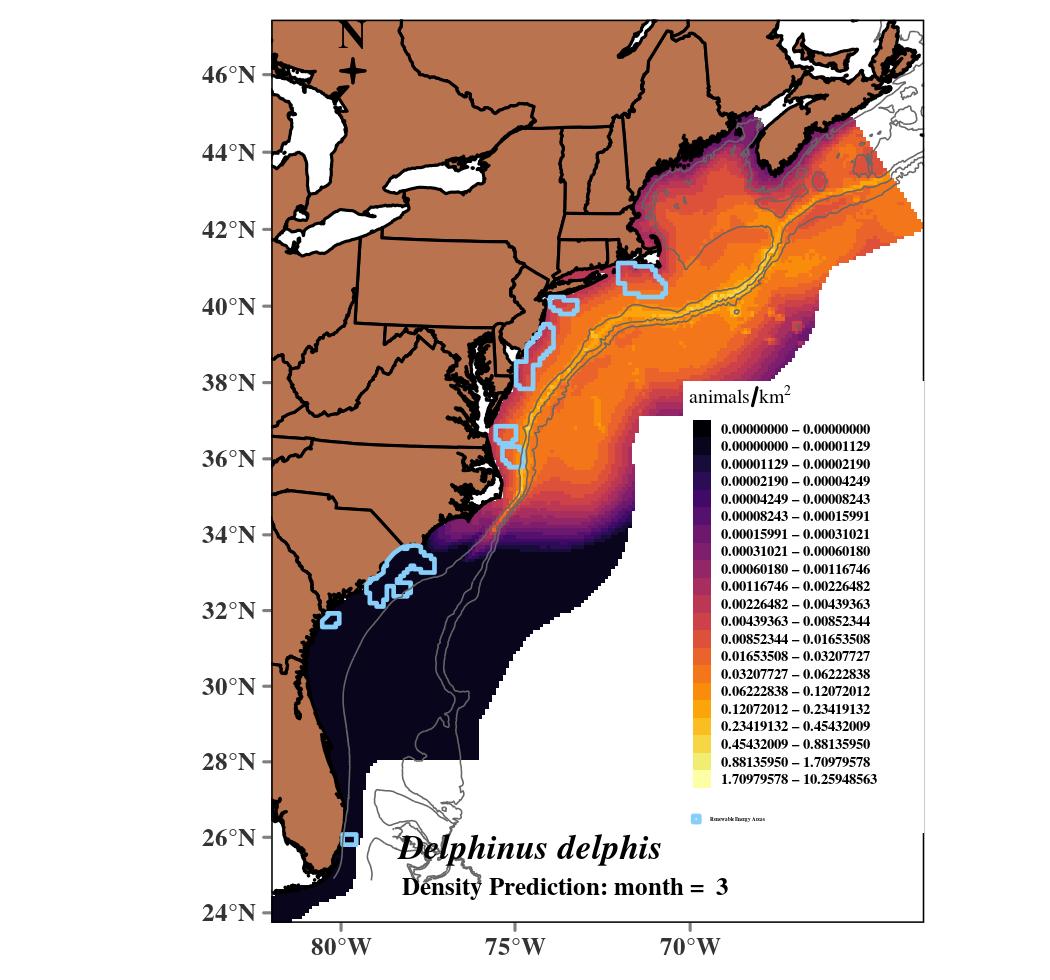 N
46°N
44°N
42°N
40°N
38°N
36°N
34°N
32°N
30°N
28°N
26°N
24°N
80°W
75°W
70°W
animals/km²
0.00000000 – 0.00000000
0.00000000 – 0.00001129
0.00001129 – 0.00002190
0.00002190 – 0.00004249
0.00004249 – 0.00008243
0.00008243 – 0.00015991
0.00015991 – 0.00031021
0.00031021 – 0.00060180
0.00060180 – 0.00116746
0.00116746 – 0.00226482
0.00226482 – 0.00439363
0.00439363 – 0.00852344
0.00852344 – 0.01653508
0.01653508 – 0.03207727
0.03207727 – 0.06222838
0.06222838 – 0.12072012
0.12072012 – 0.23419132
0.23419132 – 0.45432009
0.45432009 – 0.88135950
0.88135950 – 1.70979578
1.70979578 – 10.25948563
Renewable Energy Areas
Delphinus delphis
Density Prediction: month = 3